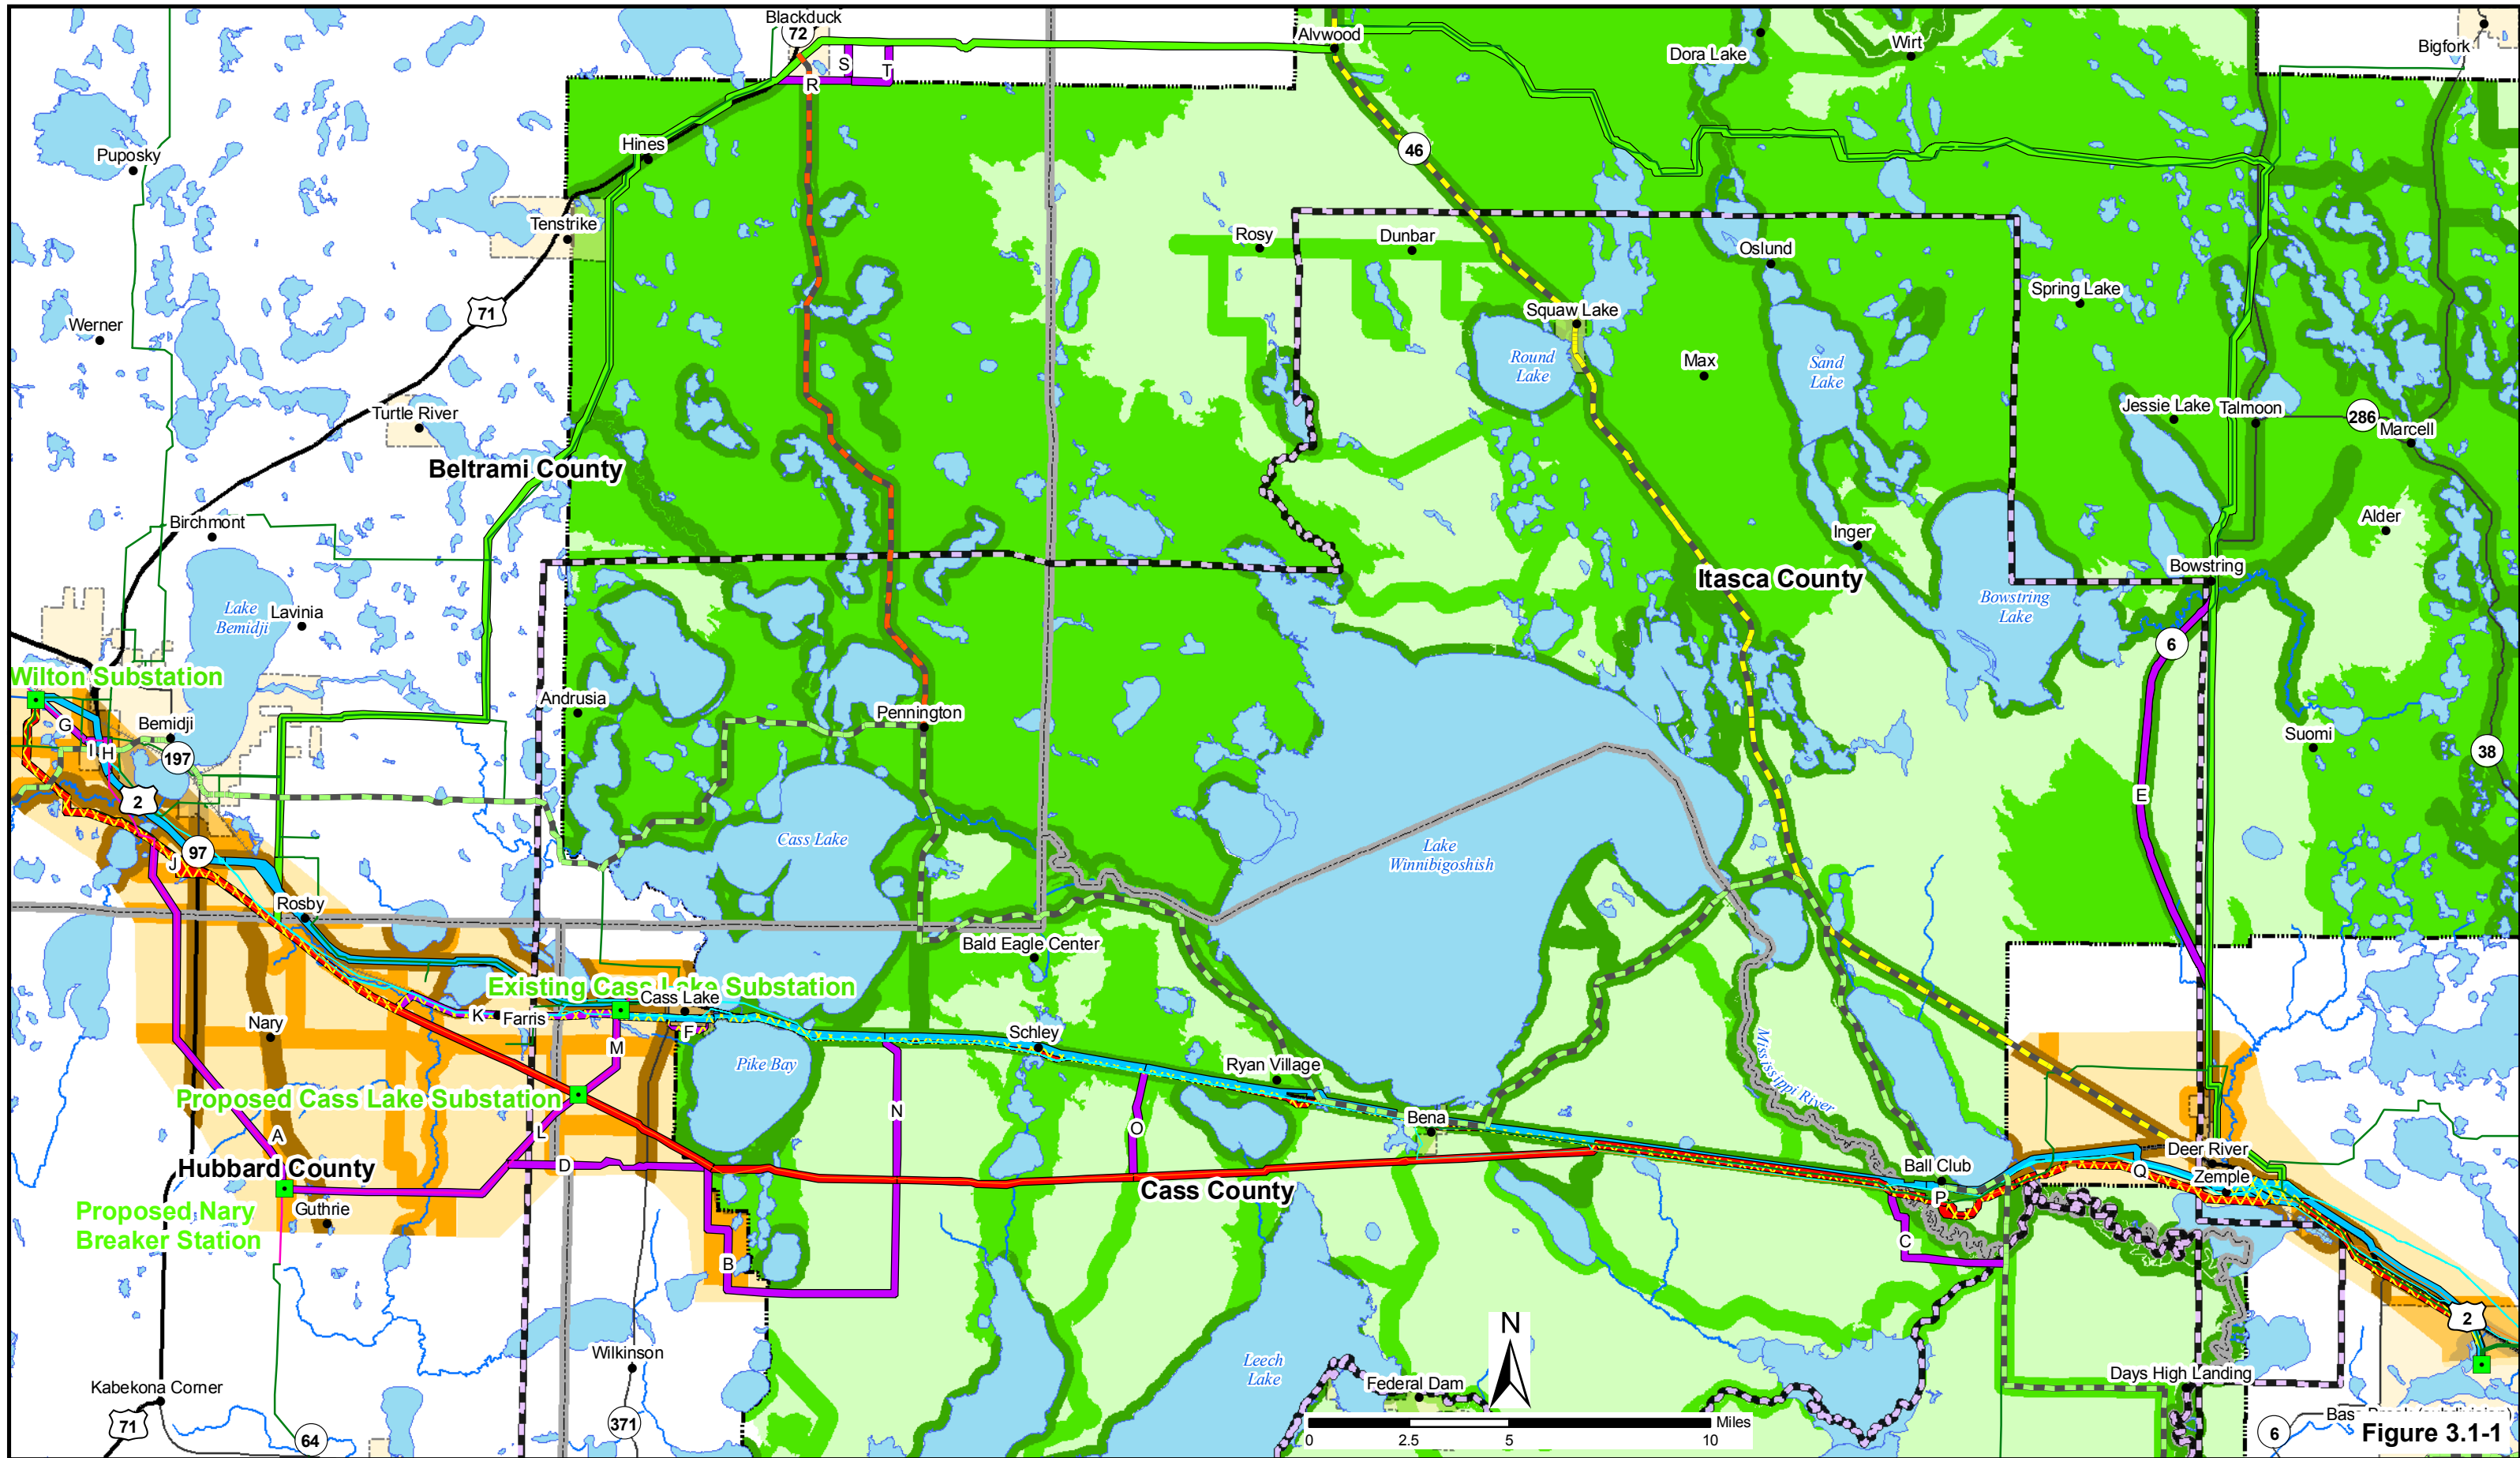 Blackduck
72
Alvwood
Dora Lake
Wirt
Bigfork
S
T
R
46
Hines
Puposky
Tenstrike
Rosy
Dunbar
Oslund
Spring Lake
71
Werner
Squaw Lake
Round
Lake
Max
Sand
Lake
Turtle River
Jessie Lake
Talmoon
286
Marcell
Beltrami County
Birchmont
Inger
Alder
Bowstring
Itasca County
Lake
Bemidji
Lavinia
Bowstring
Lake
6
Wilton Substation
Andrusia
Pennington
G
Bemidji
I
H
197
Suomi
38
2
E
Cass Lake
Lake
Winnibigoshish
97
J
Rosby
Bald Eagle Center
Existing Cass Lake Substation
Cass Lake
K
Farris
F
Nary
Schley
M
Pike Bay
Ryan Village
Mississippi River
Proposed Cass Lake Substation
N
Bena
O
A
L
D
Hubbard County
Deer River
Ball Club
Q
Zemple
P
Cass County
Proposed Nary
Breaker Station
Guthrie
C
B
N
2
Wilkinson
Leech
Lake
Federal Dam
Days High Landing
Kabekona Corner
71
64
371
Miles
0
2.5
5
10
6
Figure 3.1-1